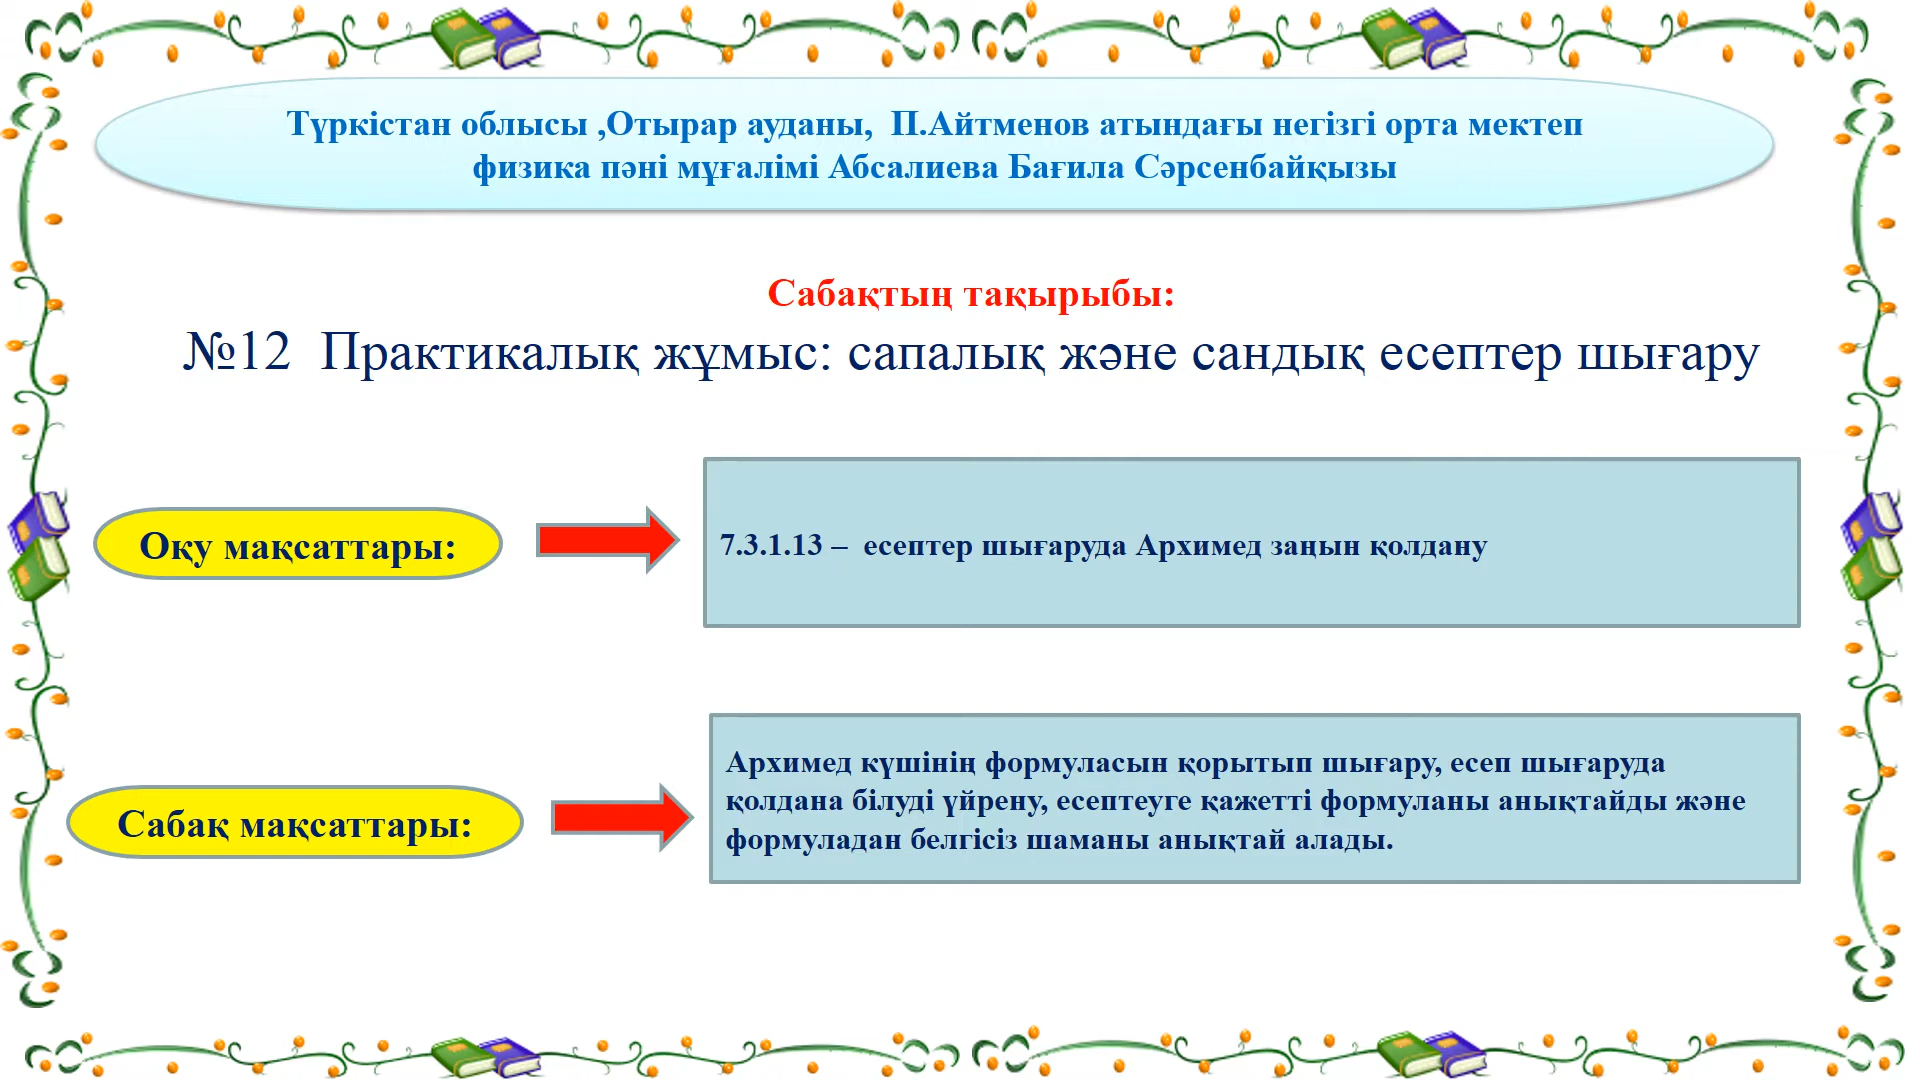 Түркістан облысы ,Отырар ауданы, П.Айтменов атындағы негізгі орта мектеп
физика пәні мұғалімі Абсалиева Бағила Сәрсенбайқызы
Сабақтың тақырыбы:
№12 Практикалық жұмыс: сапалық және сандық есептер шығару
Оқу мақсаттары:
7.3.1.13 – есептер шығаруда Архимед заңын қолдану
Сабақ мақсаттары:
Архимед күшінің формуласын қорытып шығару, есеп шығаруда
қолдана білуді үйрену, есептеуге қажетті формуланы анықтайды және
формуладан белгісіз шаманы анықтай алады.